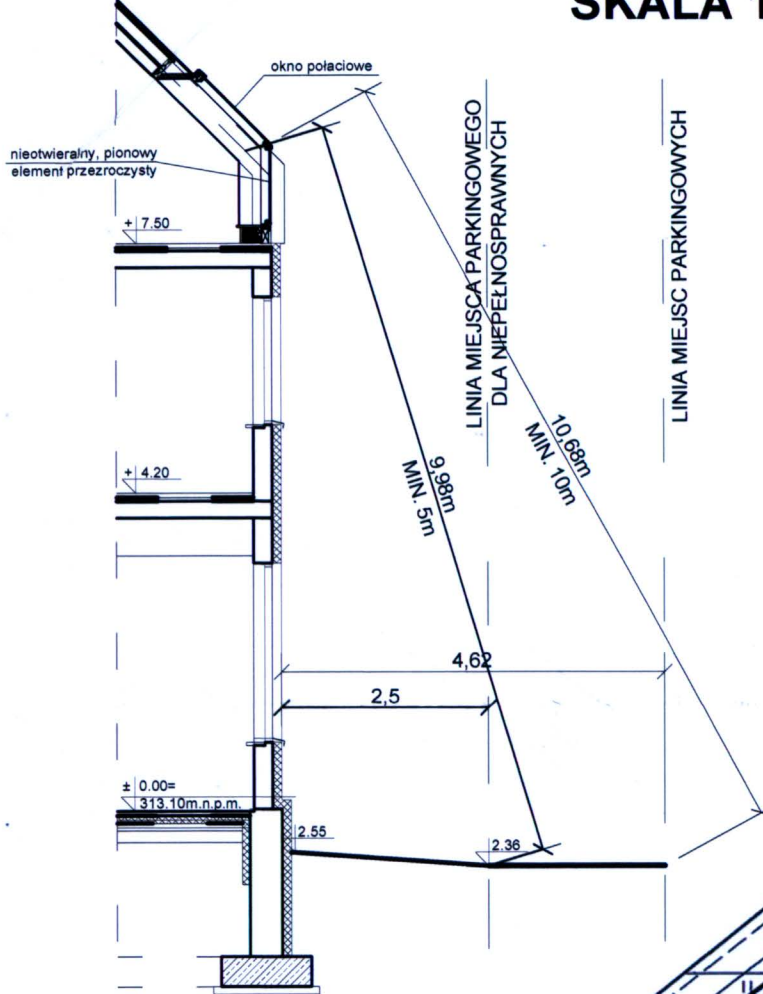 SKALA 1
okno połaciowe
nieotwieralny, pionowy
element przezroczysty
+ 7.50
LINIA MIEJSCA PARKINGOWEGO
DLA NIEPEŁNOSPRAWNYCH
LINIA MIEJSC PARKINGOWYCH
+ 4.20
9,98m
MIN. 5m
10,68m
MIN. 10m
4,62
2,5
± 0.00=
313.10m.n.p.m.
2.55
2.36